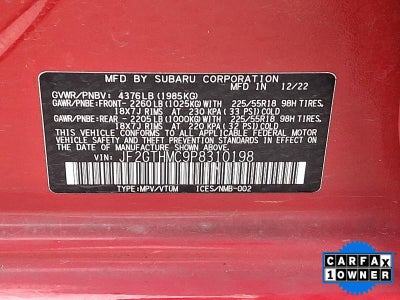 MFD BY SUBARU CORPORATION 12/22
GVWR/PNBV: 4376LB (1985KG)
GAWR/PNBE:FRONT- 2260LB (1025KG) WITH 225/55R18 98H TIRES,
18X7J RIMS, AT 230 KPA (33 PSI) COLD
GAWR/PNBE:REAR - 2205LB (1000KG) WITH 225/55R18 98H TIRES,
18X7J RIMS, AT 220 KPA (32 PSI) COLD
THIS VEHICLE CONFORMS TO ALL APPLICABLE FEDERAL MOTOR
VEHICLE SAFETY AND THEFT PREVENTION STANDARDS IN EFFECT
ON THE DATE OF MANUFACTURE SHOWN ABOVE.
VIN: JF2GTHMC9P8310198
TYPE:MPV/VTUM ICES/NMB-002
CARFAX
1OWNER